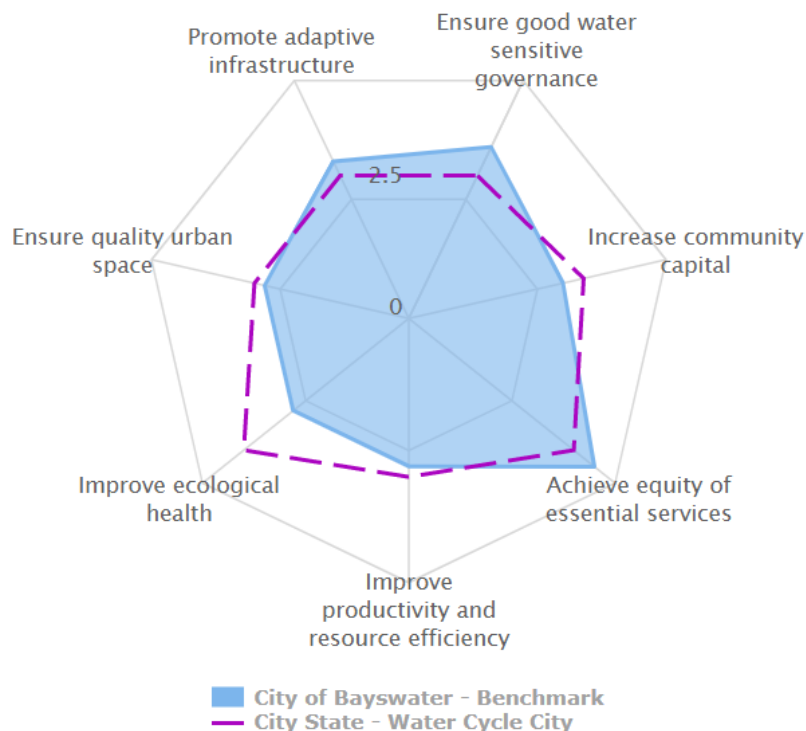 Ensure good water
sensitive
governance
Promote adaptive
infrastructure
2.5
Increase community
capital
Ensure quality urban
space
0
Achieve equity of
essential services
Improve ecological
health
Improve
productivity and
resource efficiency
City of Bayswater - Benchmark
City State - Water Cycle City